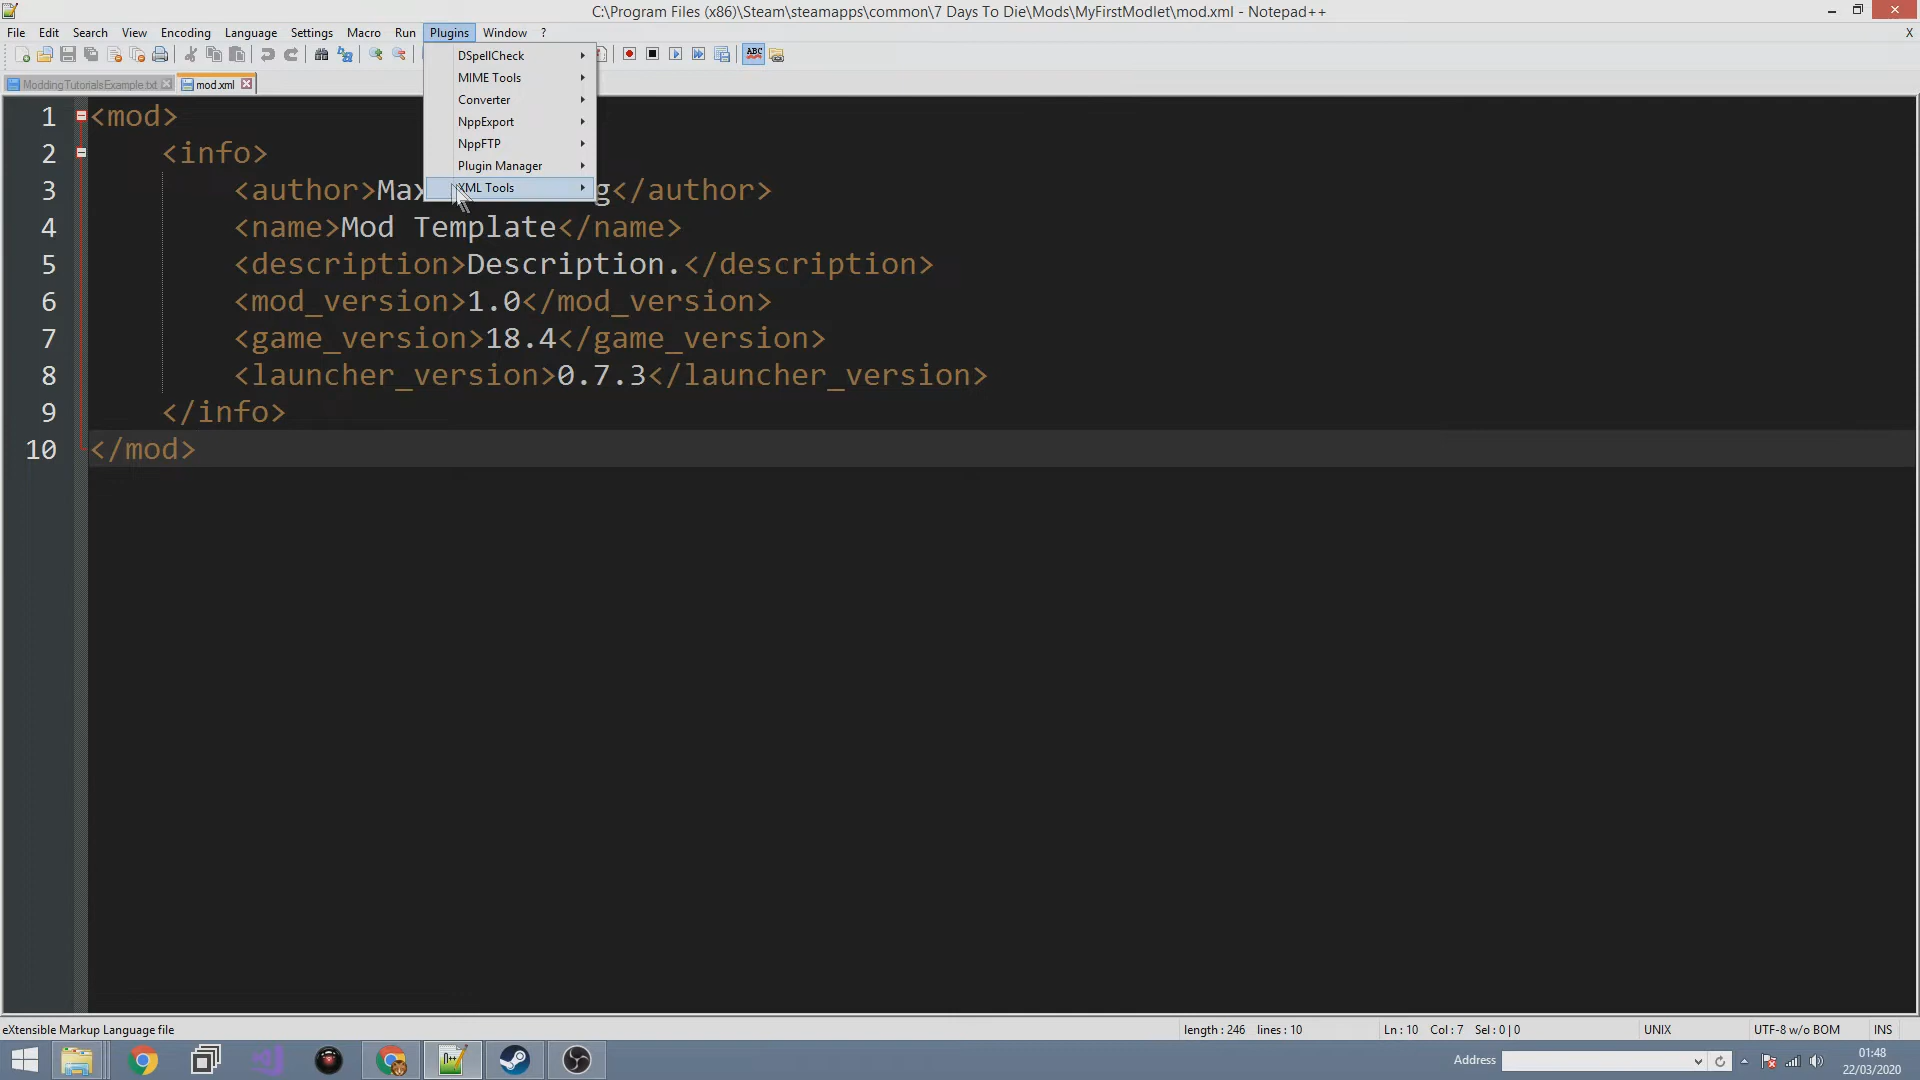 C:\Program Files (x86)\Steam\steamapps\common\7 Days To Die\Mods\MyFirstModlet\mod.xml - Notepad++
File Edit Search View Encoding Language Settings Macro Run Plugins Window ? X
ABC
ModdingTutorialsExample.txt mod.xml
DSpellCheck
MIME Tools
Converter
NppExport
NppFTP
Plugin Manager
XML Tools
1 <mod>
2 <info>
3 <author>Max g</author>
4 <name>Mod Template</name>
5 <description>Description.</description>
6 <mod_version>1.0</mod_version>
7 <game_version>18.4</game_version>
8 <launcher_version>0.7.3</launcher_version>
9 </info>
10 </mod>
eXtensible Markup Language file length : 246 lines : 10 Ln : 10 Col : 7 Sel : 0 | 0 UNIX UTF-8 w/o BOM INS
Address
01:48
22/03/2020